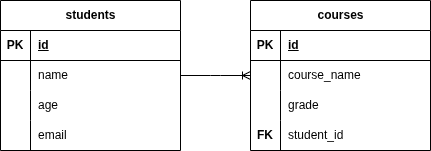 students
PK id
name
age
email
courses
PK id
course_name
grade
FK student_id